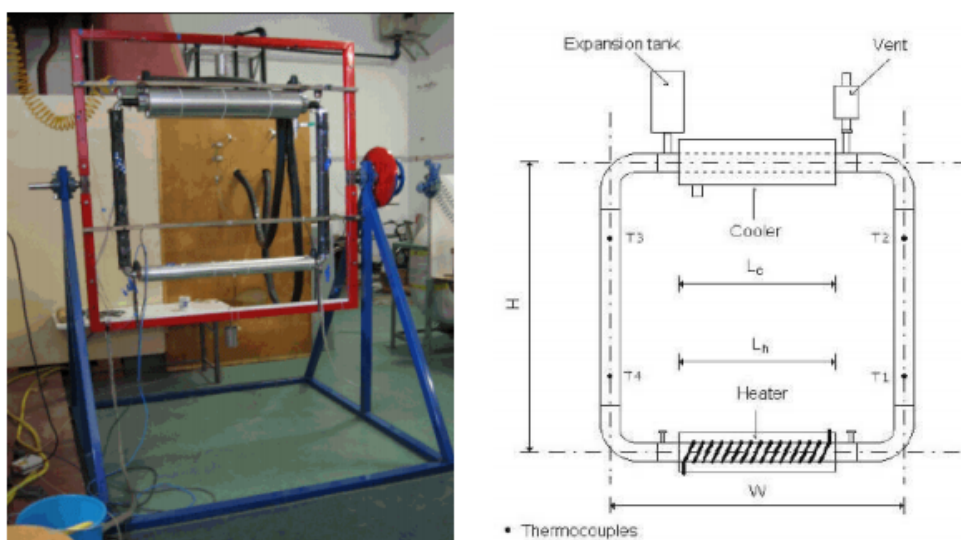 Expansion tank
Vent
Cooler
T3
T2
Lc
H
Lh
T4
T1
Heater
W
• Thermocouples